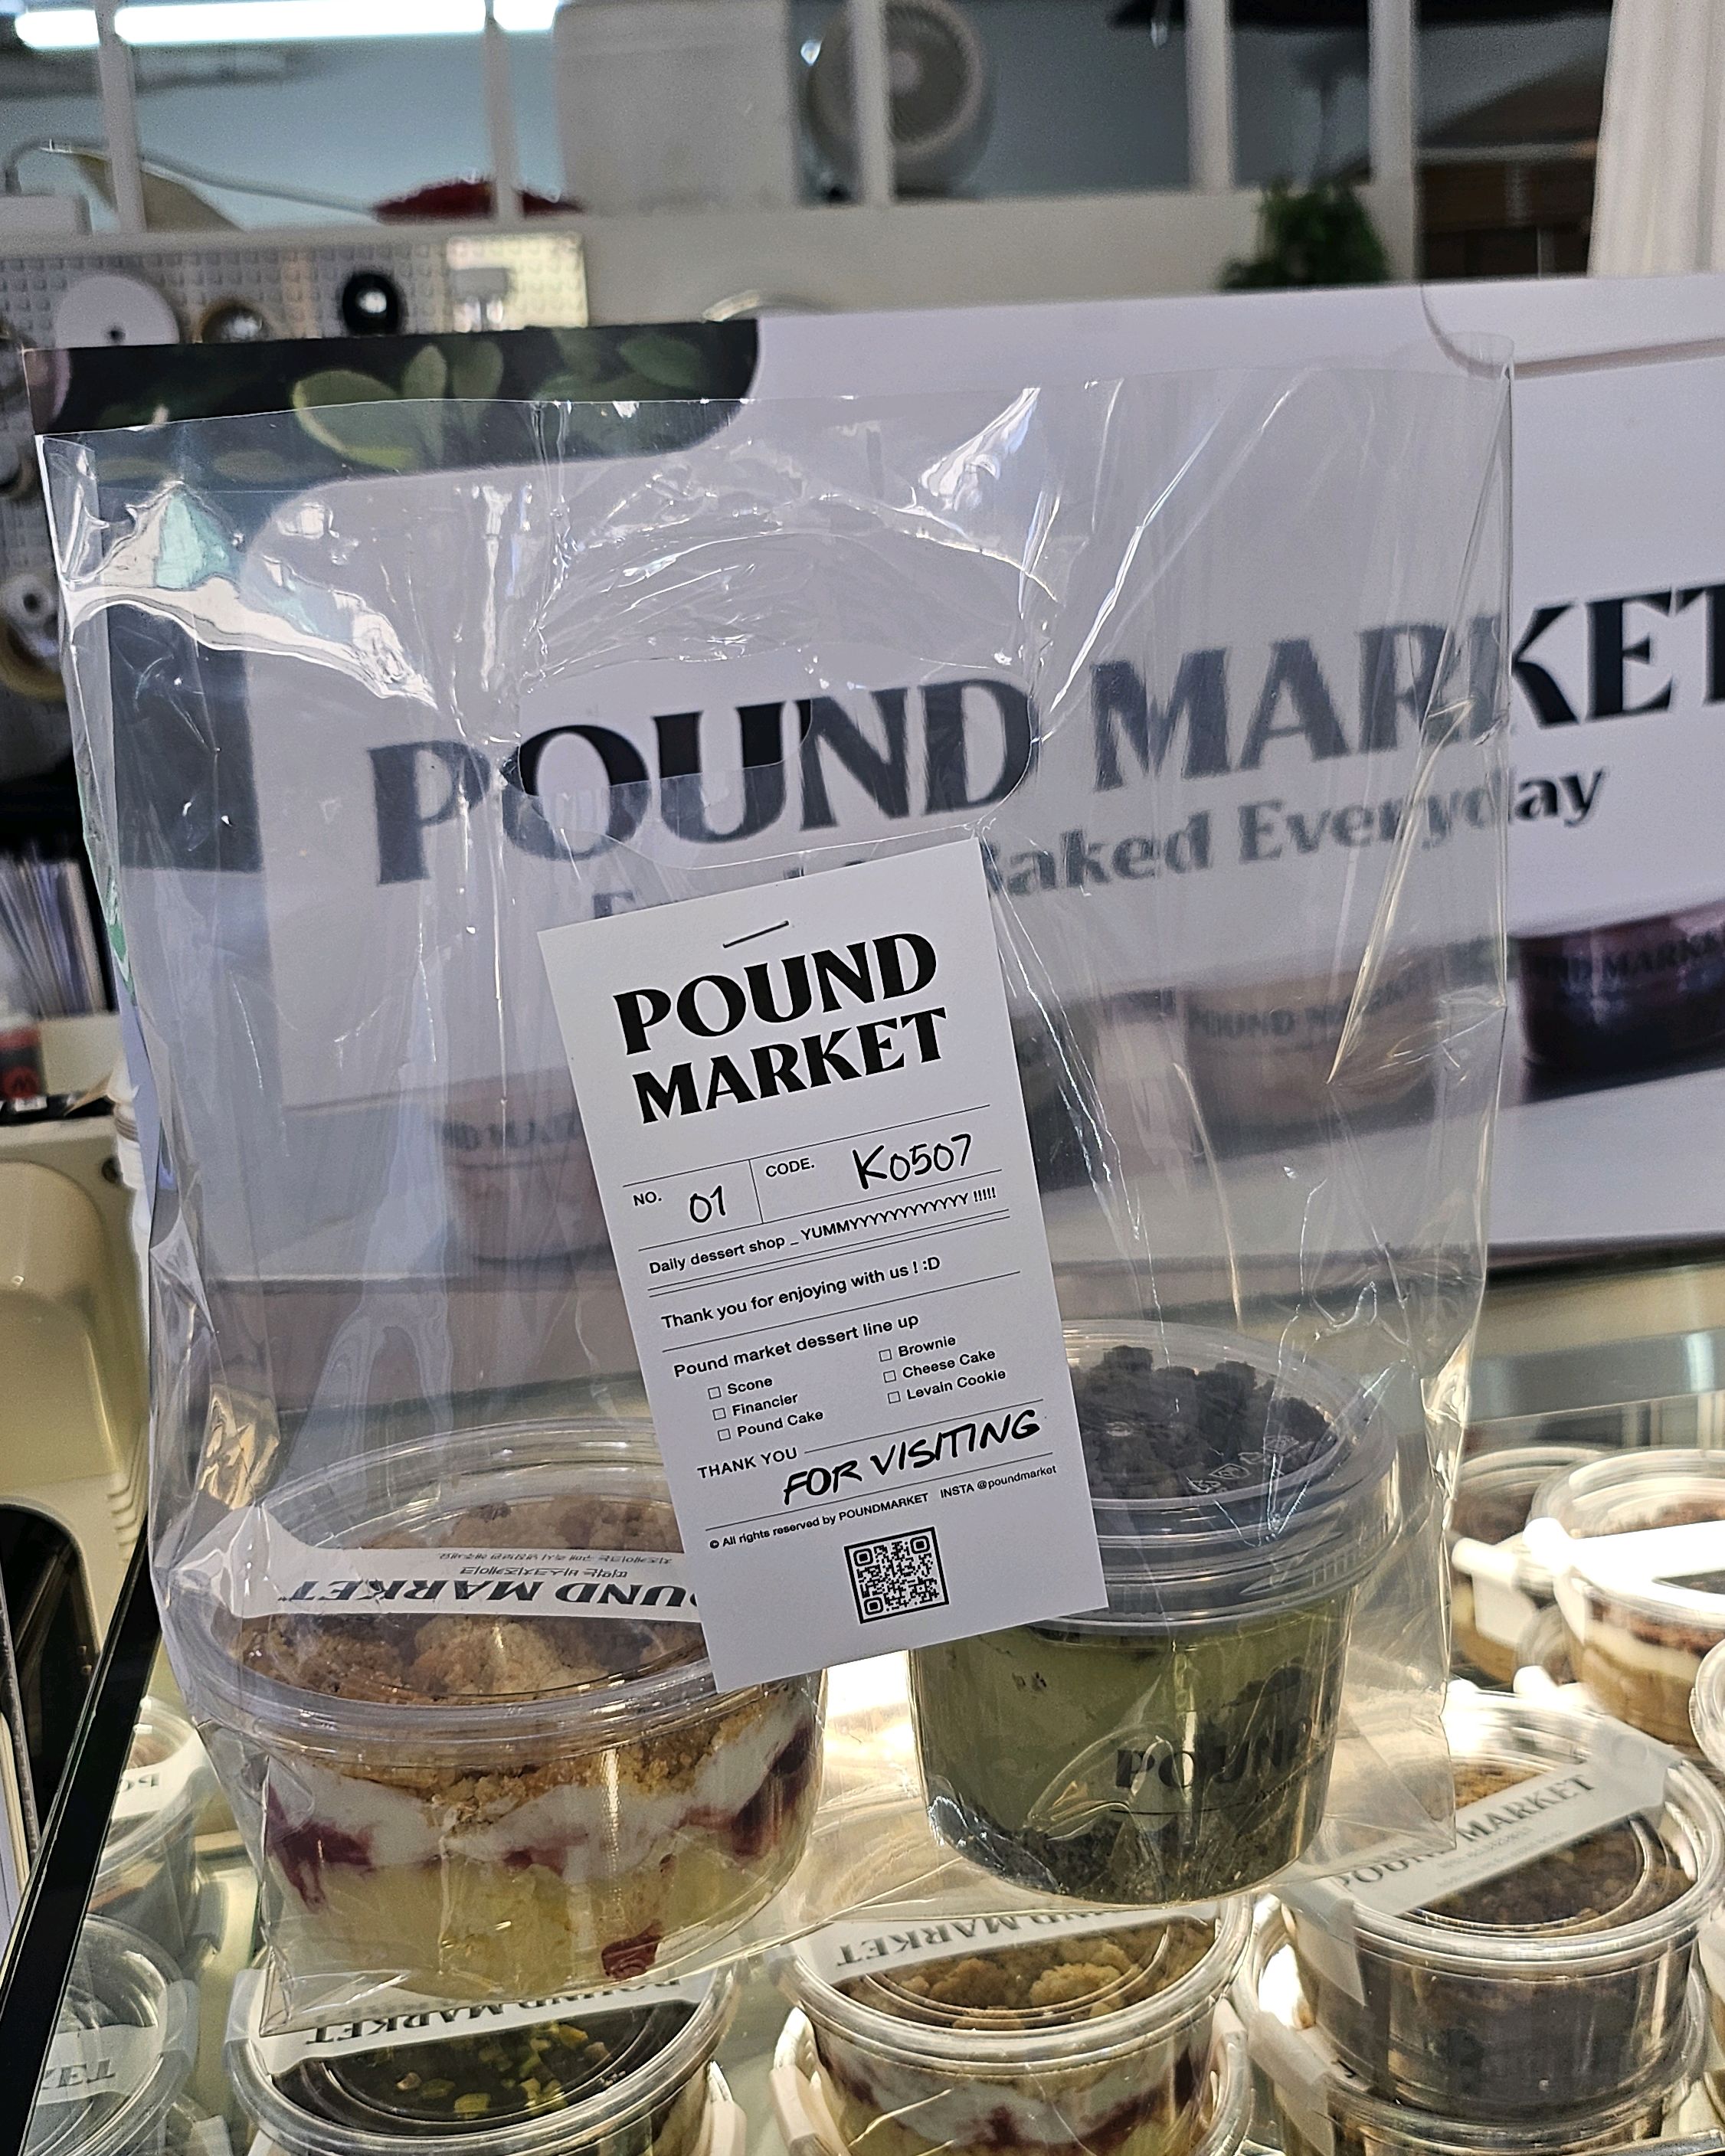 POUND MARKET
Baked Everyday
POUND
MARKET
NO. 01 CODE. K0507
Daily dessert shop _ YUMMYYYYYYYYYYYYY !!!!!
Thank you for enjoying with us ! :D
Pound market dessert line up
□ Scone □ Brownie
□ Financier □ Cheese Cake
□ Pound Cake □ Levain Cookie
THANK YOU FOR VISITING
© All rights reserved by POUNDMARKET INSTA @poundmarket
POUND MARKET
POUND
POUND MARKET
POUND MARKET
POUND MARKET